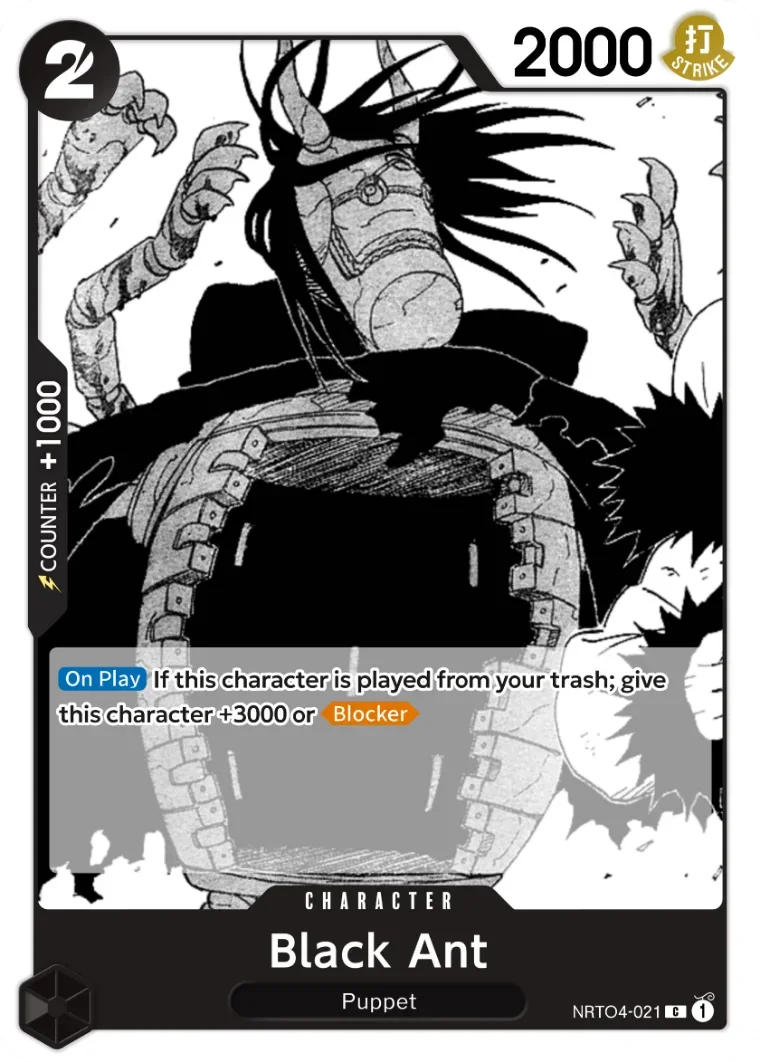 2
2000
打
STRIKE
COUNTER +1000
On Play If this character is played from your trash; give
this character +3000 or Blocker
CHARACTER
Black Ant
Puppet
NRTO4-021 C 1